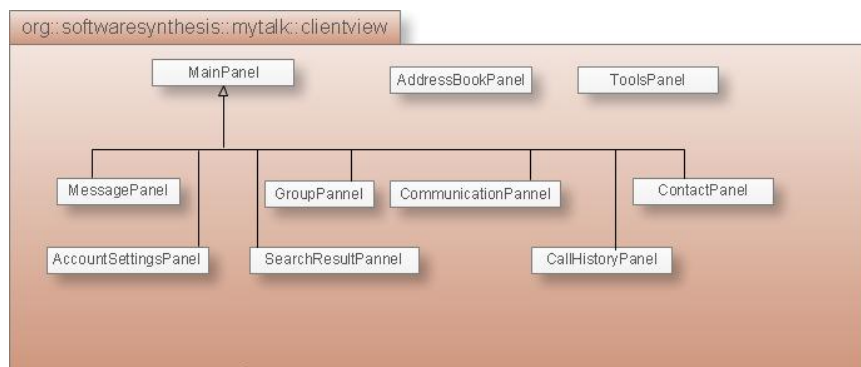 org::softwaresynthesis::mytalk::clientview
MainPanel
AddressBookPanel
ToolsPanel
MessagePanel
GroupPannel
CommunicationPannel
ContactPanel
AccountSettingsPanel
SearchResultPannel
CallHistoryPanel